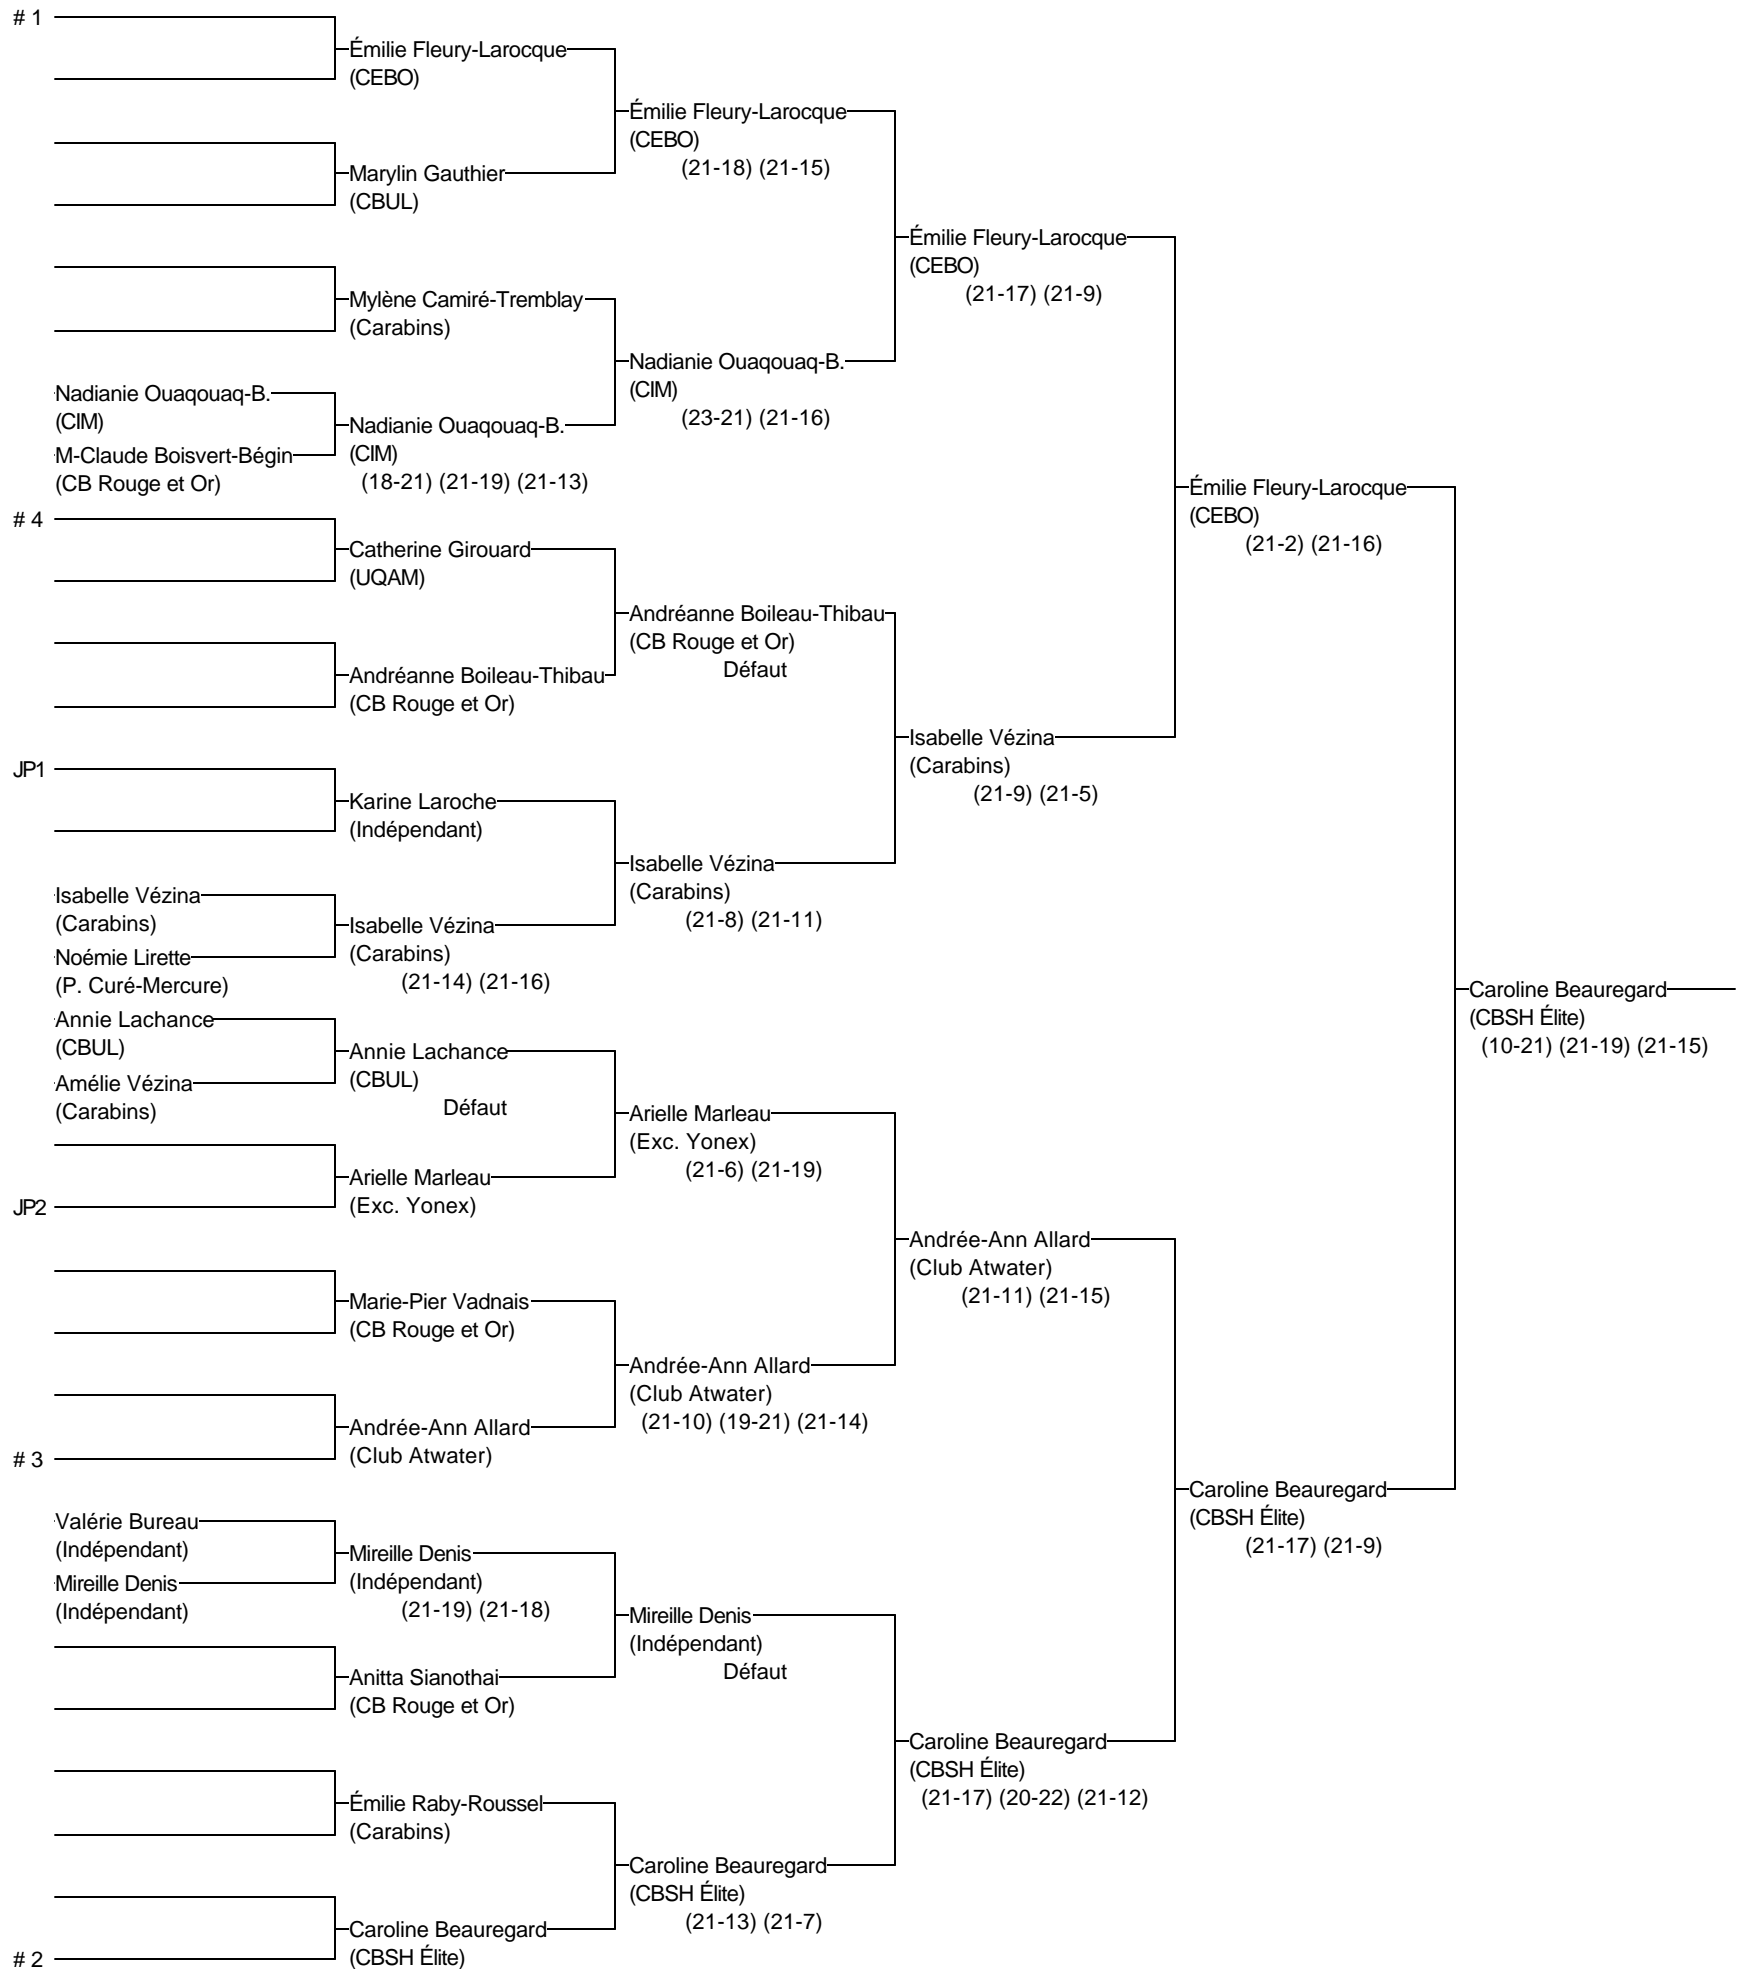 # 1
Émilie Fleury-Larocque
(CEBO)
Émilie Fleury-Larocque
(CEBO)
(21-18) (21-15)
Marylin Gauthier
(CBUL)
Émilie Fleury-Larocque
(CEBO)
(21-17) (21-9)
Mylène Camiré-Tremblay
(Carabins)
Nadianie Ouaqouaq-B.
(CIM)
(23-21) (21-16)
Nadianie Ouaqouaq-B.
(CIM)
M-Claude Boisvert-Bégin
(CB Rouge et Or)
Nadianie Ouaqouaq-B.
(CIM)
(18-21) (21-19) (21-13)
Émilie Fleury-Larocque
(CEBO)
(21-2) (21-16)
# 4
Catherine Girouard
(UQAM)
Andréanne Boileau-Thibau
(CB Rouge et Or)
Défaut
Andréanne Boileau-Thibau
(CB Rouge et Or)
Isabelle Vézina
(Carabins)
(21-9) (21-5)
JP1
Karine Laroche
(Indépendant)
Isabelle Vézina
(Carabins)
(21-8) (21-11)
Isabelle Vézina
(Carabins)
Noémie Lirette
(P. Curé-Mercure)
Isabelle Vézina
(Carabins)
(21-14) (21-16)
Caroline Beauregard
(CBSH Élite)
(10-21) (21-19) (21-15)
Annie Lachance
(CBUL)
Amélie Vézina
(Carabins)
Annie Lachance
(CBUL)
Défaut
Arielle Marleau
(Exc. Yonex)
(21-6) (21-19)
Arielle Marleau
(Exc. Yonex)
JP2
Andrée-Ann Allard
(Club Atwater)
(21-11) (21-15)
Marie-Pier Vadnais
(CB Rouge et Or)
Andrée-Ann Allard
(Club Atwater)
(21-10) (19-21) (21-14)
Andrée-Ann Allard
(Club Atwater)
# 3
Caroline Beauregard
(CBSH Élite)
(21-17) (21-9)
Valérie Bureau
(Indépendant)
Mireille Denis
(Indépendant)
Mireille Denis
(Indépendant)
(21-19) (21-18)
Mireille Denis
(Indépendant)
Défaut
Anitta Sianothai
(CB Rouge et Or)
Caroline Beauregard
(CBSH Élite)
(21-17) (20-22) (21-12)
Émilie Raby-Roussel
(Carabins)
Caroline Beauregard
(CBSH Élite)
(21-13) (21-7)
Caroline Beauregard
(CBSH Élite)
# 2